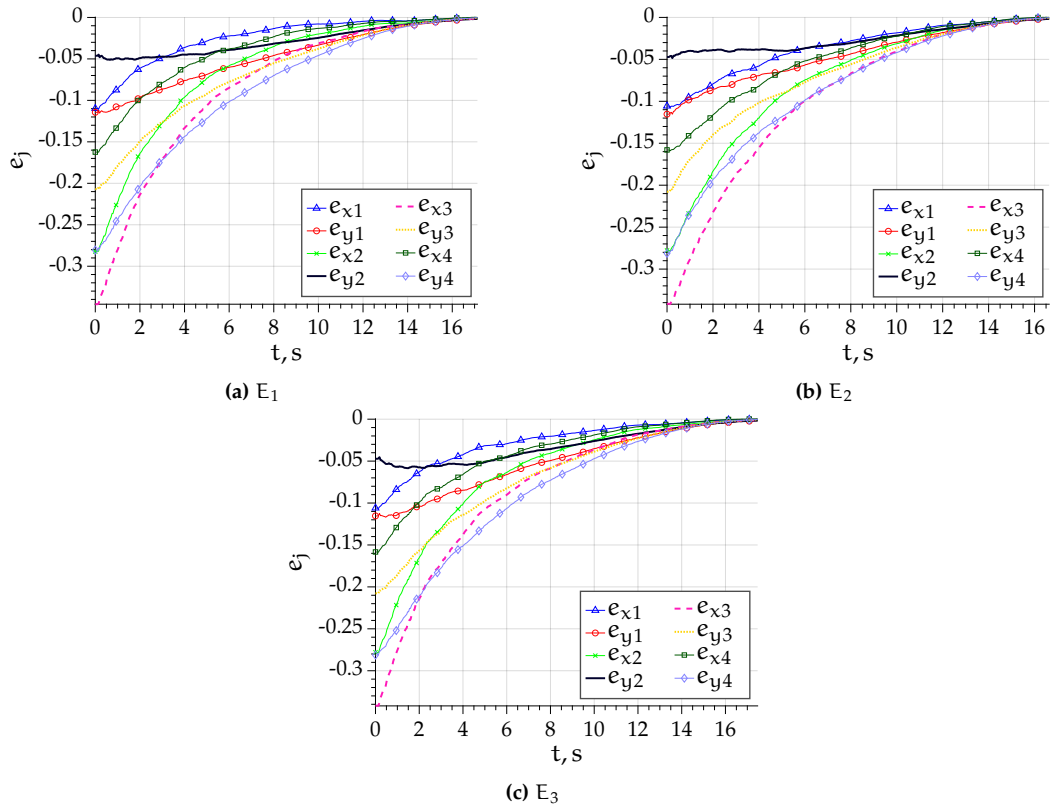 0
-0.05
-0.1
-0.15
-0.2
-0.25
-0.3
e_j
0 2 4 6 8 10 12 14 16
t, s
e_x1 e_x3
e_y1 e_y3
e_x2 e_x4
e_y2 e_y4
(a) E_1
0
-0.05
-0.1
-0.15
-0.2
-0.25
-0.3
e_j
0 2 4 6 8 10 12 14 16
t, s
e_x1 e_x3
e_y1 e_y3
e_x2 e_x4
e_y2 e_y4
(b) E_2
0
-0.05
-0.1
-0.15
-0.2
-0.25
-0.3
e_j
0 2 4 6 8 10 12 14 16
t, s
e_x1 e_x3
e_y1 e_y3
e_x2 e_x4
e_y2 e_y4
(c) E_3